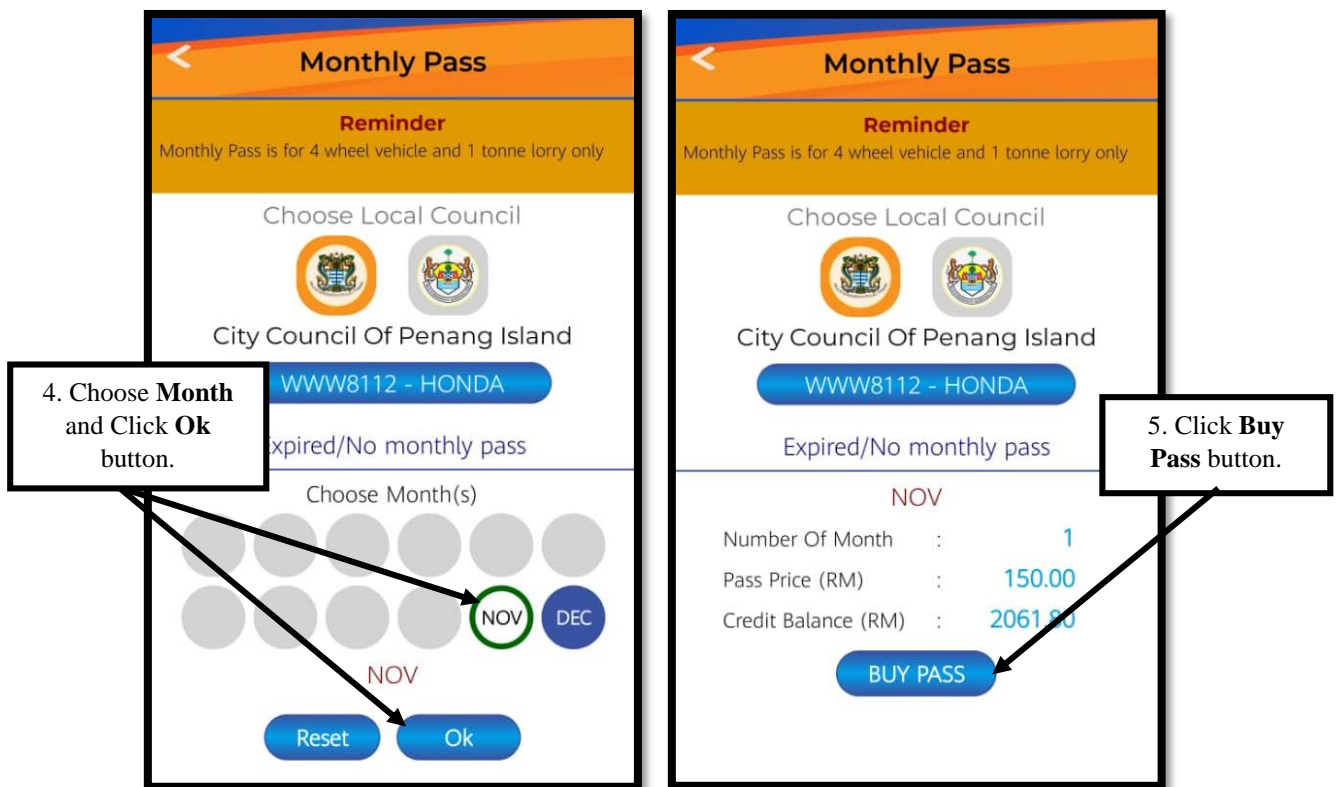 Monthly Pass
Reminder
Monthly Pass is for 4 wheel vehicle and 1 tonne lorry only
Choose Local Council
City Council Of Penang Island
WWW8112 - HONDA
4. Choose Month
and Click Ok
button.
Expired/No monthly pass
Choose Month(s)
NOV
DEC
NOV
Reset
Ok
Monthly Pass
Reminder
Monthly Pass is for 4 wheel vehicle and 1 tonne lorry only
Choose Local Council
City Council Of Penang Island
WWW8112 - HONDA
5. Click Buy
Pass button.
Expired/No monthly pass
NOV
Number Of Month : 1
Pass Price (RM) : 150.00
Credit Balance (RM) : 2061.80
BUY PASS